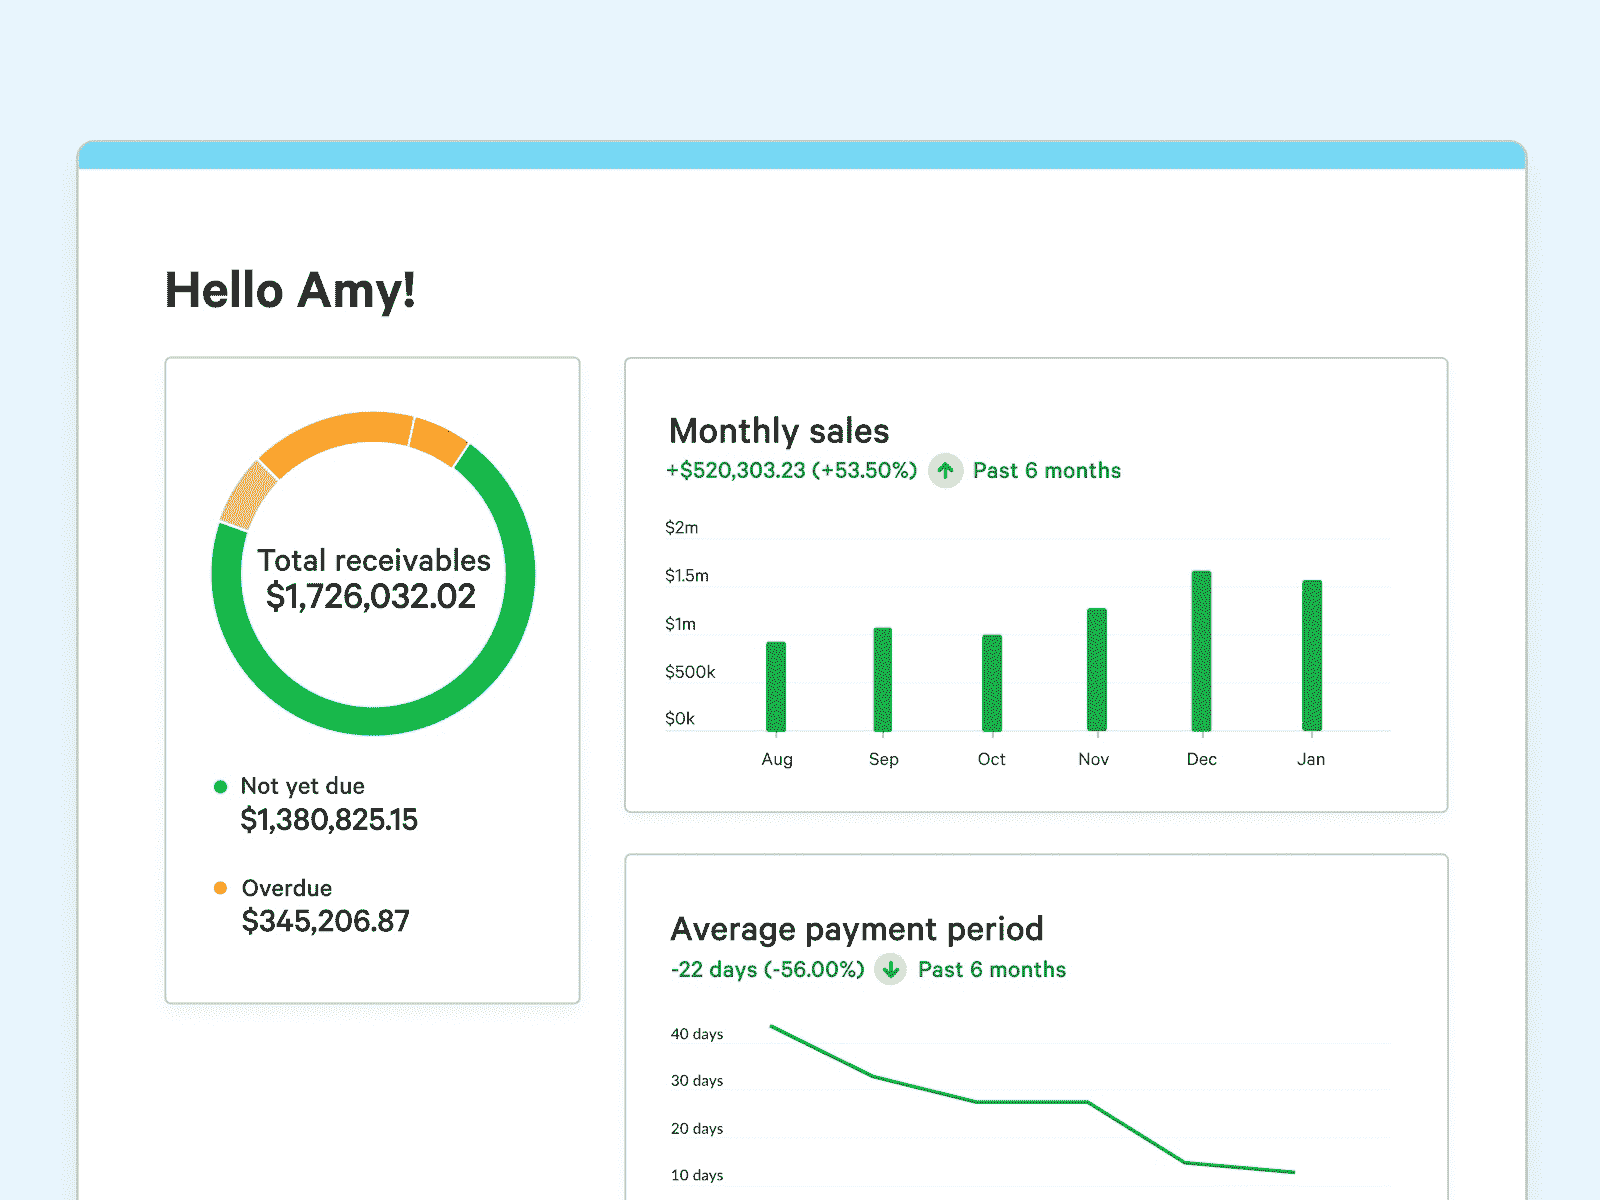 Hello Amy!
Total receivables
$1,726,032.02
Not yet due
$1,380,825.15
Overdue
$345,206.87
Monthly sales
+$520,303.23 (+53.50%) Past 6 months
$2m
$1.5m
$1m
$500k
$0k
Aug Sep Oct Nov Dec Jan
Average payment period
-22 days (-56.00%) Past 6 months
40 days
30 days
20 days
10 days